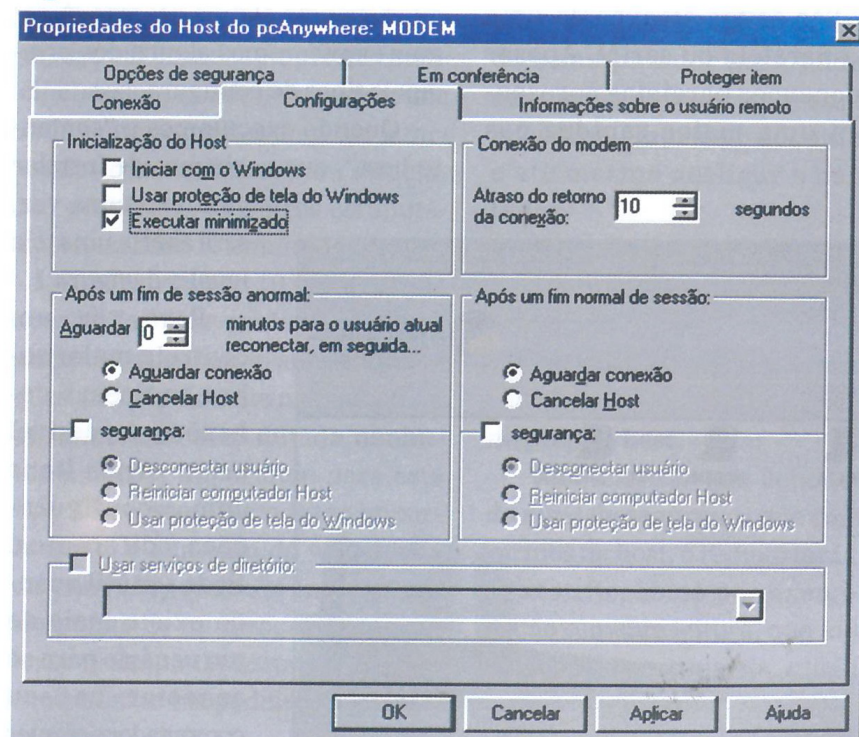 Propriedades do Host do pcAnywhere: MODEM
Opções de segurança
Em conferência
Proteger item
Conexão
Configurações
Informações sobre o usuário remoto
Inicialização do Host
Iniciar com o Windows
Usar proteção de tela do Windows
Executar minimizado
Conexão do modem
Atraso do retorno
da conexão:
10
segundos
Após um fim de sessão anormal:
Aguardar 0 minutos para o usuário atual
reconectar, em seguida...
Aguardar conexão
Cancelar Host
segurança:
Desconectar usuário
Reiniciar computador Host
Usar proteção de tela do Windows
Após um fim normal de sessão:
Aguardar conexão
Cancelar Host
segurança:
Desconectar usuário
Reiniciar computador Host
Usar proteção de tela do Windows
Usar serviços de diretório:
OK
Cancelar
Aplicar
Ajuda